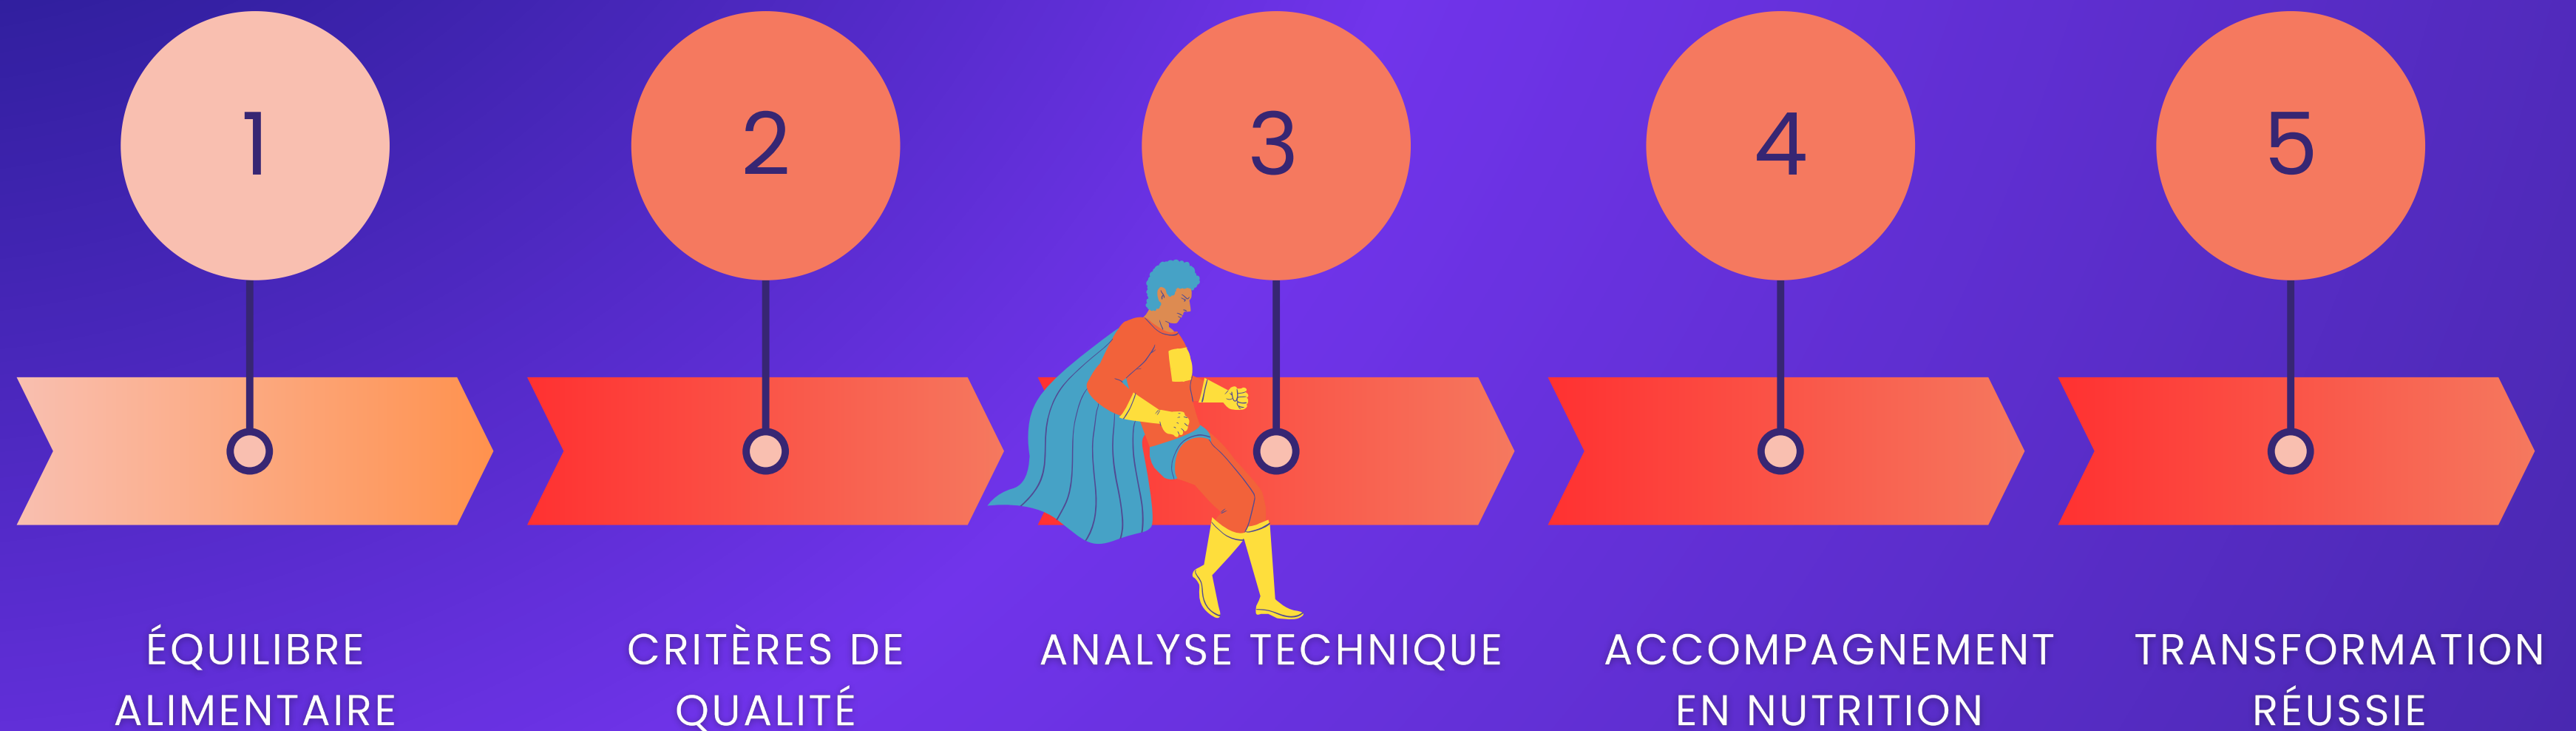 1
2
3
4
5
ÉQUILIBRE
ALIMENTAIRE
CRITÈRES DE
QUALITÉ
ANALYSE TECHNIQUE
ACCOMPAGNEMENT
EN NUTRITION
TRANSFORMATION
RÉUSSIE